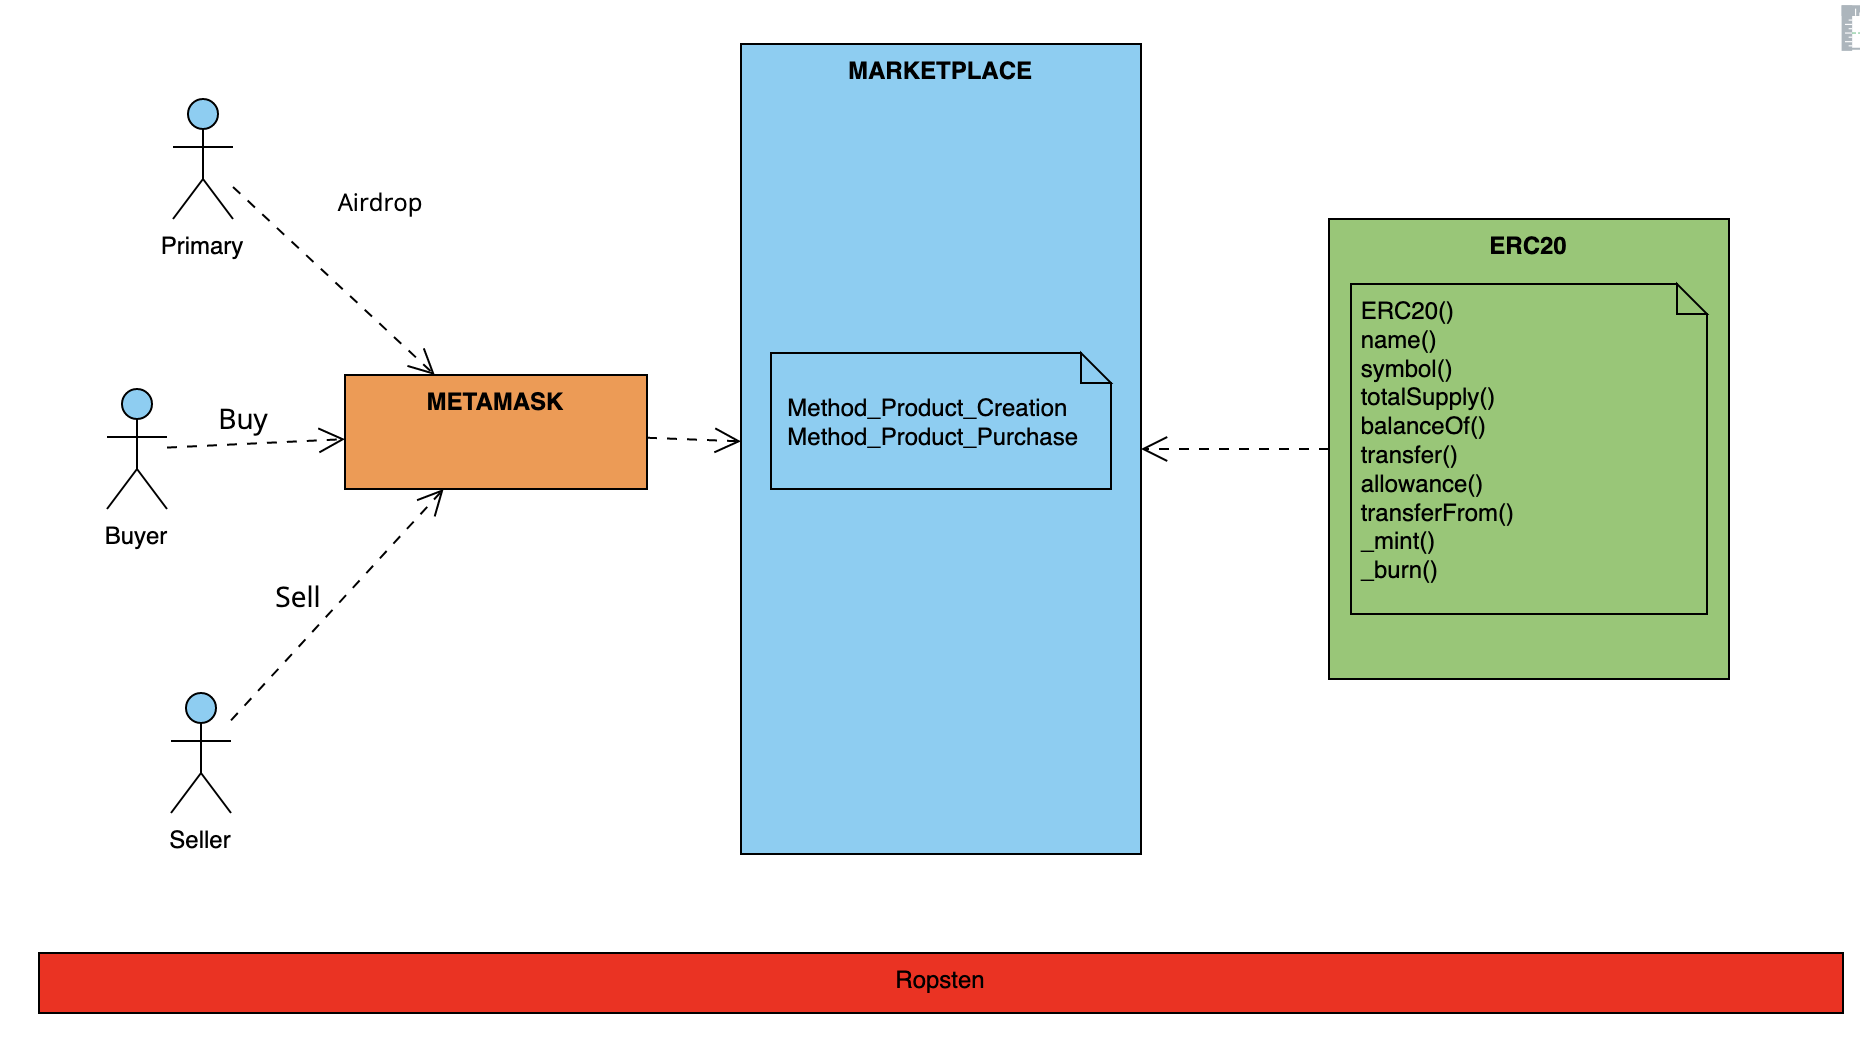 MARKETPLACE
Primary
Airdrop
METAMASK
Buyer
Buy
Sell
Seller
Method_Product_Creation
Method_Product_Purchase
ERC20
ERC20()
name()
symbol()
totalSupply()
balanceOf()
transfer()
allowance()
transferFrom()
_mint()
_burn()
Ropsten